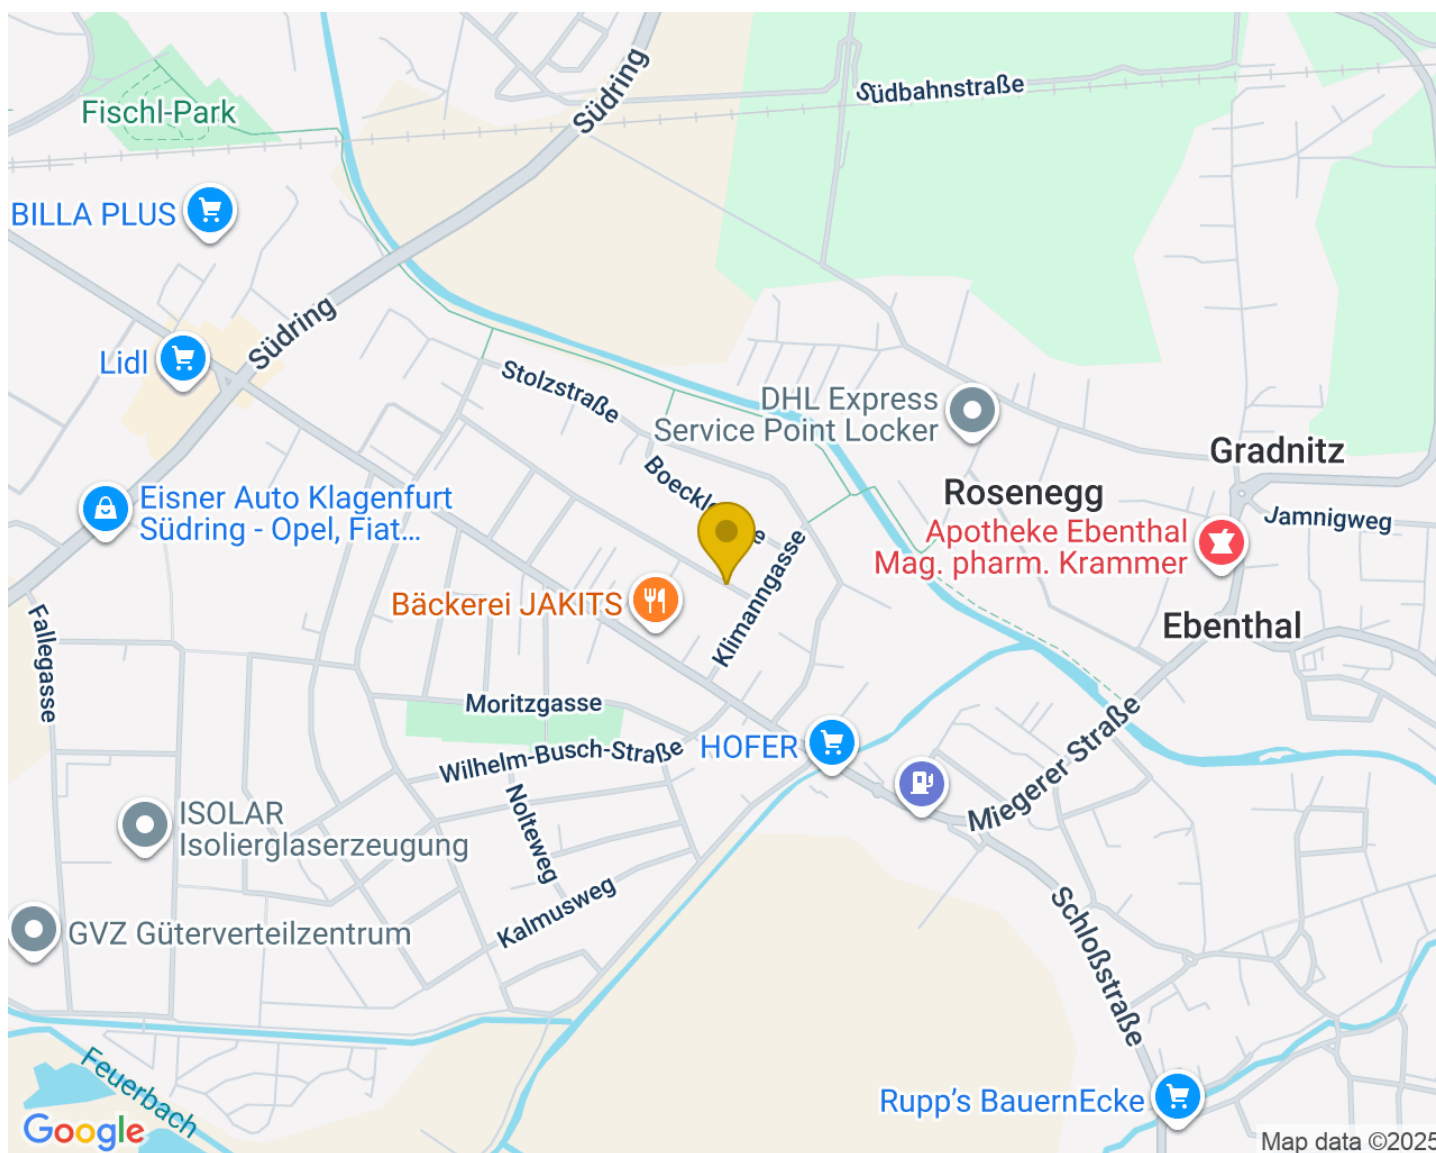 Südring
Südbahnstraße
Fischl-Park
BILLA PLUS
Südring
Lidl
Stolzstraße
DHL Express
Service Point Locker
Gradnitz
Rosenegg
Eisner Auto Klagenfurt
Südring - Opel, Fiat...
Jamnigweg
Apotheke Ebenthal
Mag. pharm. Krammer
Klimanngasse
Bäckerei JAKITS
Ebenthal
Fallegasse
Moritzgasse
HOFER
Wilhelm-Busch-Straße
Miegerer Straße
ISOLAR
Isolierglaserzeugung
Nolteweg
Kalmusweg
GVZ Güterverteilzentrum
Schloßstraße
Feuerbach
Rupp's BauernEcke
Google
Map data ©2025